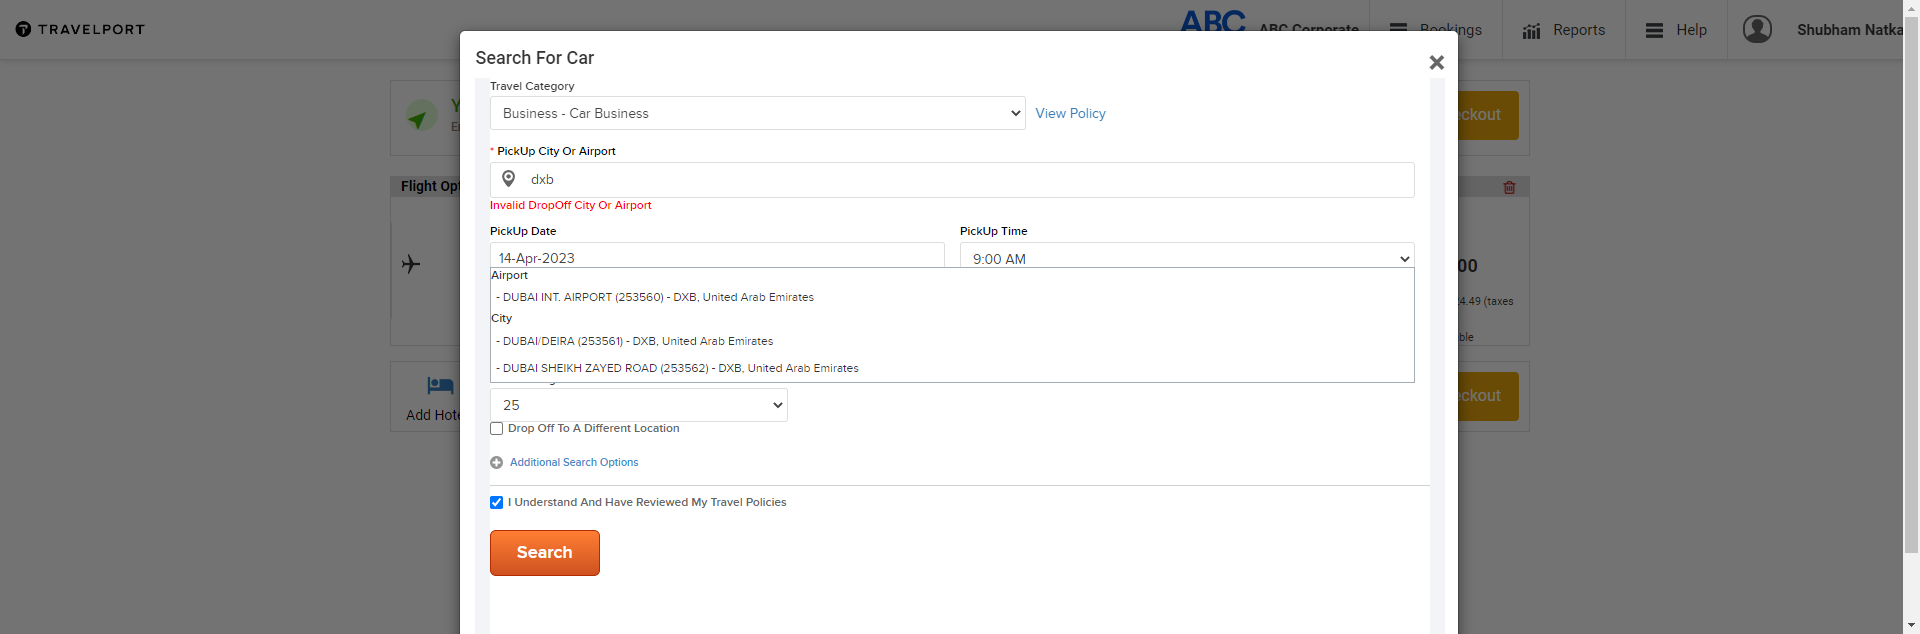 TRAVELPORT
ABC
ABC Corporate
Bookings
Reports
Help
Shubham Natka
Search For Car
Travel Category
Business - Car Business
View Policy
* PickUp City Or Airport
dxb
Invalid DropOff City Or Airport
PickUp Date
PickUp Time
14-Apr-2023
9:00 AM
Airport
- DUBAI INT. AIRPORT (253560) - DXB, United Arab Emirates
City
- DUBAI/DEIRA (253561) - DXB, United Arab Emirates
- DUBAI SHEIKH ZAYED ROAD (253562) - DXB, United Arab Emirates
25
Drop Off To A Different Location
Additional Search Options
I Understand And Have Reviewed My Travel Policies
Search
Flight Opt
Add Hote
ckout
00
4.49 (taxes
ble
ckout